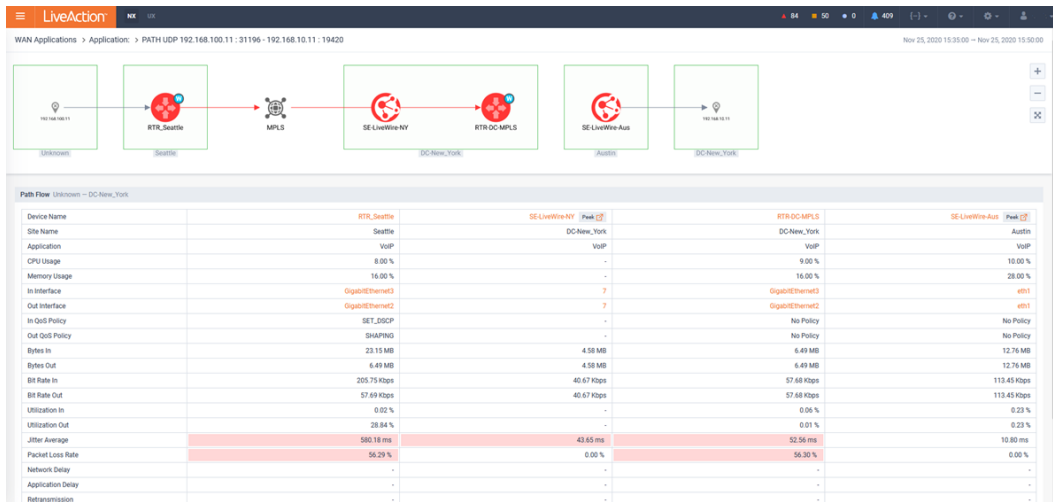 LiveAction NX UX 84 50 0 409
WAN Applications > Application: > PATH UDP 192.168.100.11 : 31196 - 192.168.10.11 : 19420 Nov 25, 2020 15:35:00 — Nov 25, 2020 15:50:00
192.168.100.11 RTR_Seattle MPLS SE-LiveWire-NY RTR-DC-MPLS SE-LiveWire-Aus 192.168.10.11
Unknown Seattle DC-New_York Austin DC-New_York
Path Flow Unknown — DC-New_York
Device Name RTR_Seattle SE-LiveWire-NY Peek RTR-DC-MPLS SE-LiveWire-Aus Peek
Site Name Seattle DC-New_York DC-New_York Austin
Application VoIP VoIP VoIP VoIP
CPU Usage 8.00 % - 9.00 % 10.00 %
Memory Usage 16.00 % - 16.00 % 28.00 %
In Interface GigabitEthernet3 7 GigabitEthernet3 eth1
Out Interface GigabitEthernet2 7 GigabitEthernet2 eth1
In QoS Policy SET_DSCP - No Policy No Policy
Out QoS Policy SHAPING - No Policy No Policy
Bytes In 23.15 MB 4.58 MB 6.49 MB 12.76 MB
Bytes Out 6.49 MB 4.58 MB 6.49 MB 12.76 MB
Bit Rate In 205.75 Kbps 40.67 Kbps 57.68 Kbps 113.45 Kbps
Bit Rate Out 57.69 Kbps 40.67 Kbps 57.68 Kbps 113.45 Kbps
Utilization In 0.02 % - 0.06 % 0.23 %
Utilization Out 28.84 % - 0.01 % 0.23 %
Jitter Average 580.18 ms 43.65 ms 52.56 ms 10.80 ms
Packet Loss Rate 56.29 % 0.00 % 56.30 % 0.00 %
Network Delay - - - -
Application Delay - - - -
Retransmission